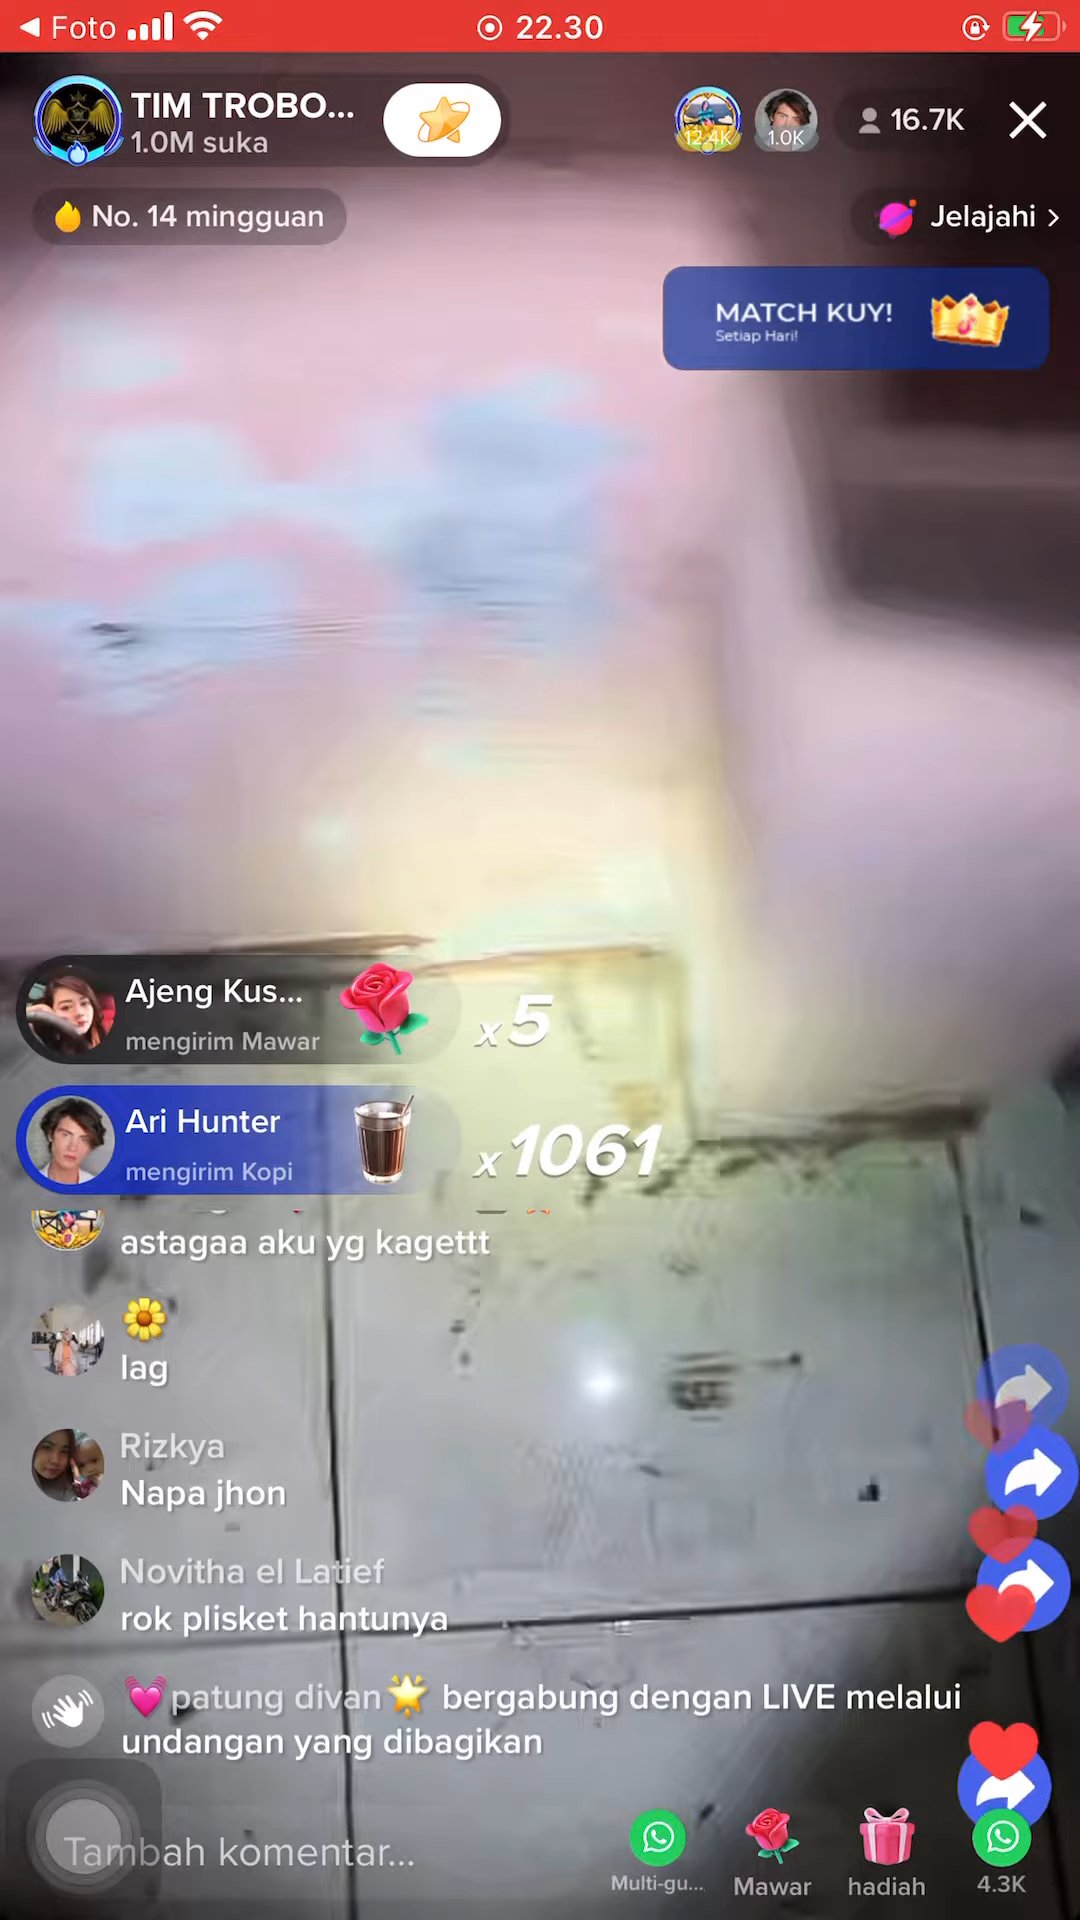 Foto
22.30
TIM TROBO...
1.0M suka
12.4K
1.0K
16.7K
No. 14 mingguan
Jelajahi
MATCH KUY!
Setiap Hari!
Ajeng Kus...
mengirim Mawar
x5
Ari Hunter
mengirim Kopi
x1061
astagaa aku yg kagettt
lag
Rizkya
Napa jhon
Novitha el Latief
rok plisket hantunya
patung divan bergabung dengan LIVE melalui
undangan yang dibagikan
Tambah komentar...
Multi-gu...
Mawar
hadiah
4.3K